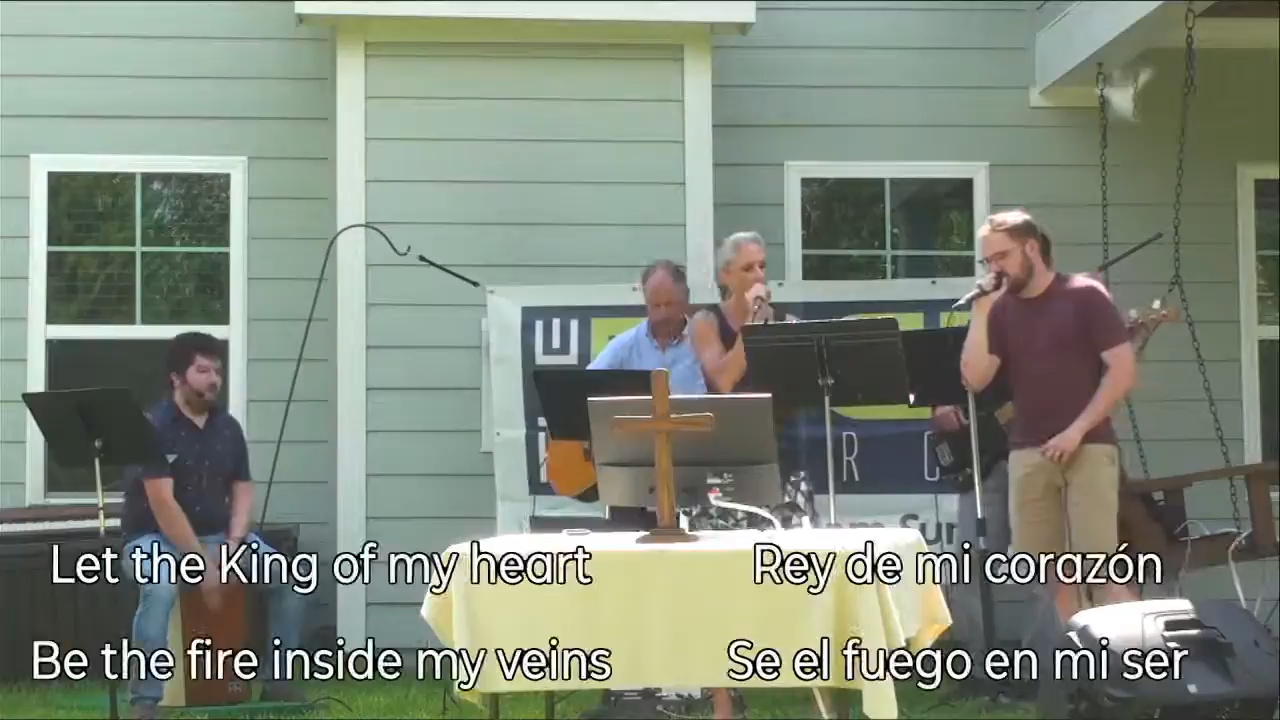 Let the King of my heart
Be the fire inside my veins
Rey de mi corazón
Se el fuego en mi ser